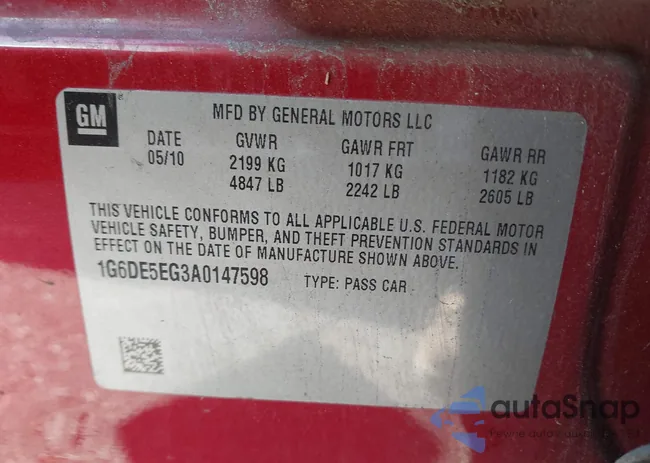 GM
MFD BY GENERAL MOTORS LLC
DATE GVWR GAWR FRT GAWR RR
05/10 2199 KG 1017 KG 1182 KG
4847 LB 2242 LB 2605 LB
THIS VEHICLE CONFORMS TO ALL APPLICABLE U.S. FEDERAL MOTOR
VEHICLE SAFETY, BUMPER, AND THEFT PREVENTION STANDARDS IN
EFFECT ON THE DATE OF MANUFACTURE SHOWN ABOVE.
1G6DE5EG3A0147598 TYPE: PASS CAR
autoSnap
Pewne auto